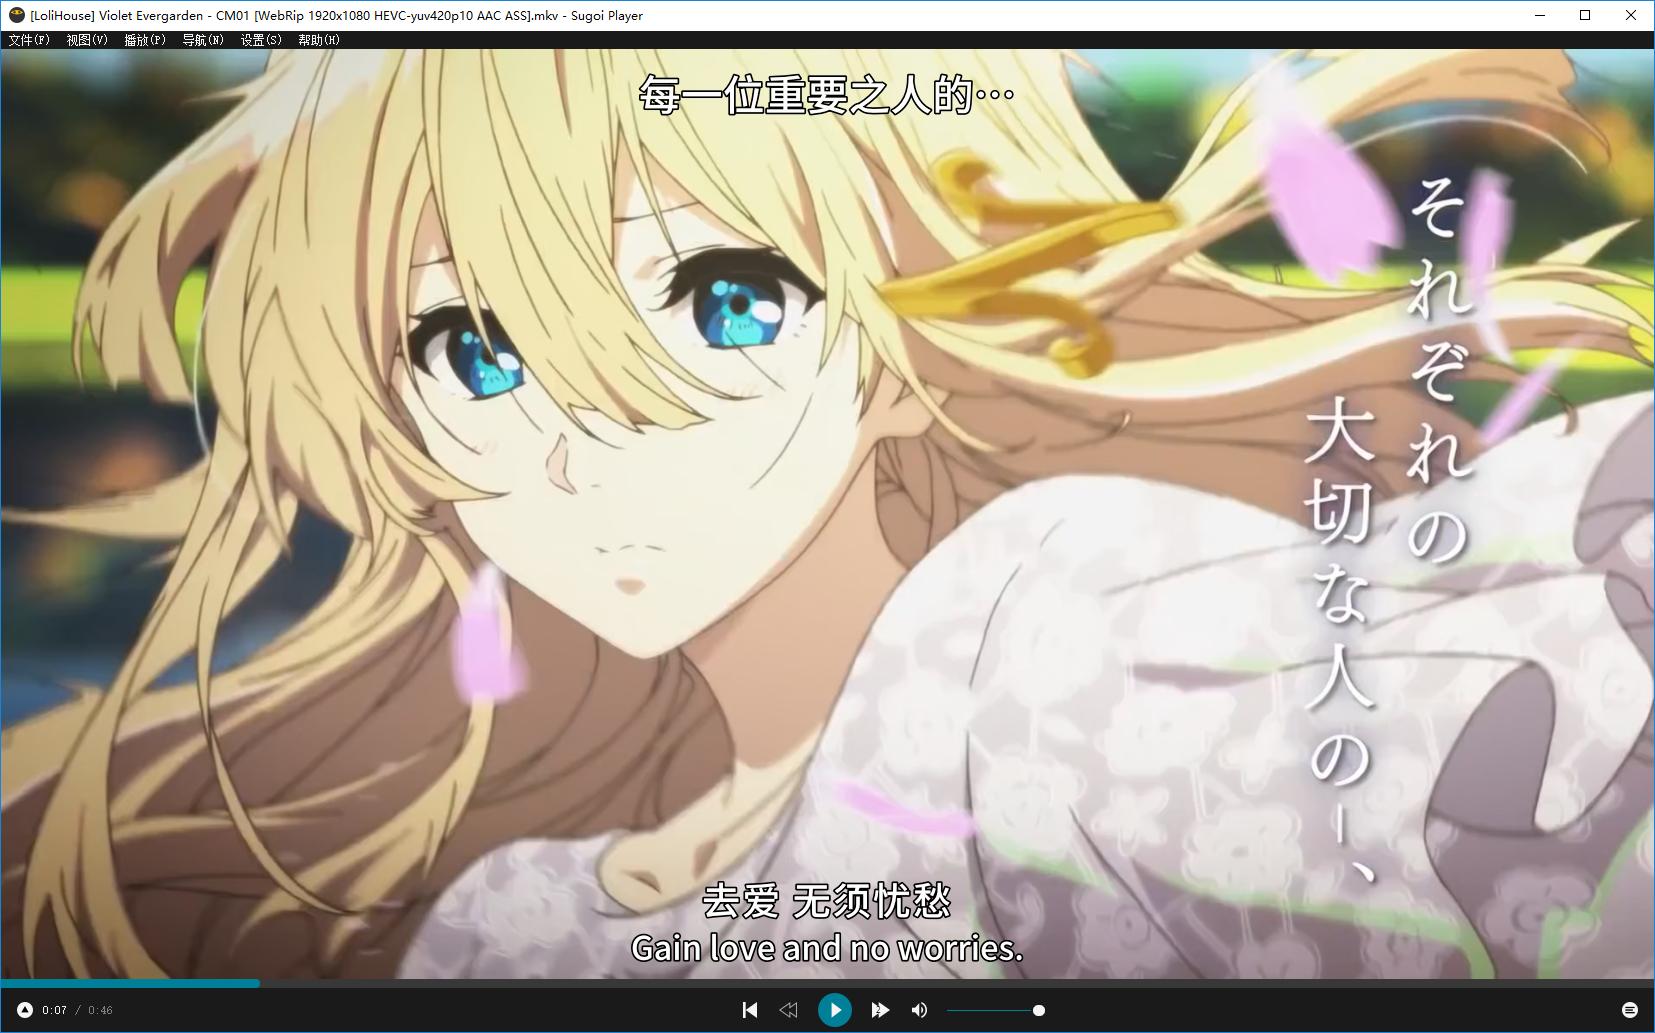 [LoliHouse] Violet Evergarden - CM01 [WebRip 1920x1080 HEVC-yuv420p10 AAC ASS].mkv - Sugoi Player
文件(F) 视图(V) 播放(P) 导航(N) 设置(S) 帮助(H)
每一位重要之人的…
それぞれの
大切な人の―、
去爱 无须忧愁
Gain love and no worries.
0:07 / 0:46
2